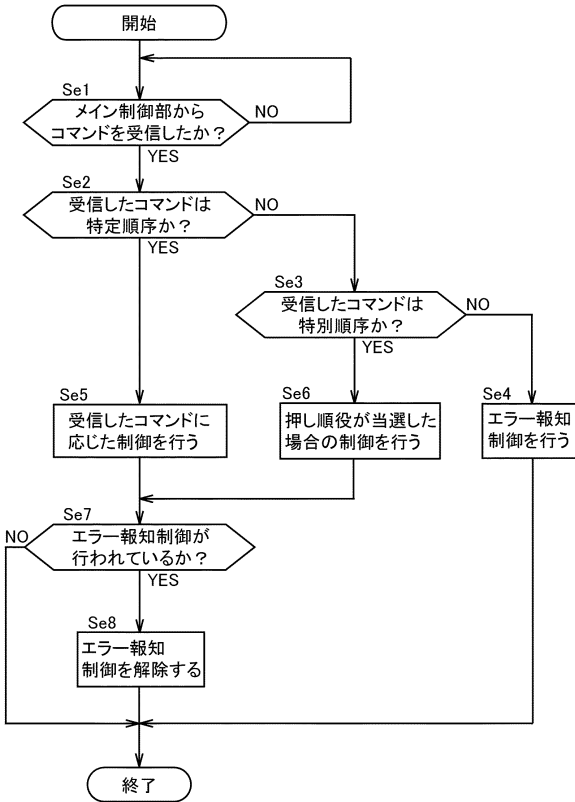 開始
Se1
メイン制御部から
コマンドを受信したか？
NO
YES
Se2
受信したコマンドは
特定順序か？
NO
YES
Se3
受信したコマンドは
特別順序か？
NO
YES
Se5
受信したコマンドに
応じた制御を行う
Se6
押し順役が当選した
場合の制御を行う
Se4
エラー報知
制御を行う
Se7
エラー報知制御が
行われているか？
NO
YES
Se8
エラー報知
制御を解除する
終了